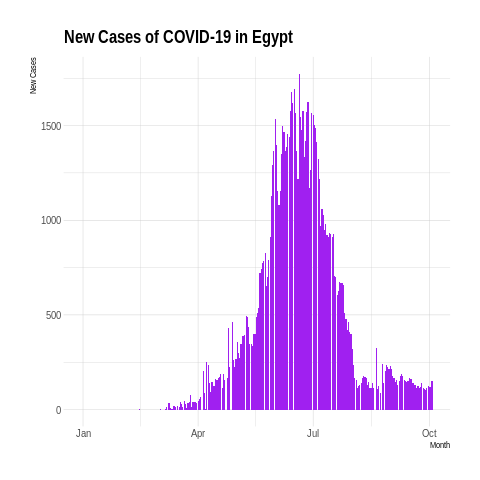 New Cases of COVID-19 in Egypt
New Cases
1500
1000
500
0
Jan Apr Jul Oct
Month